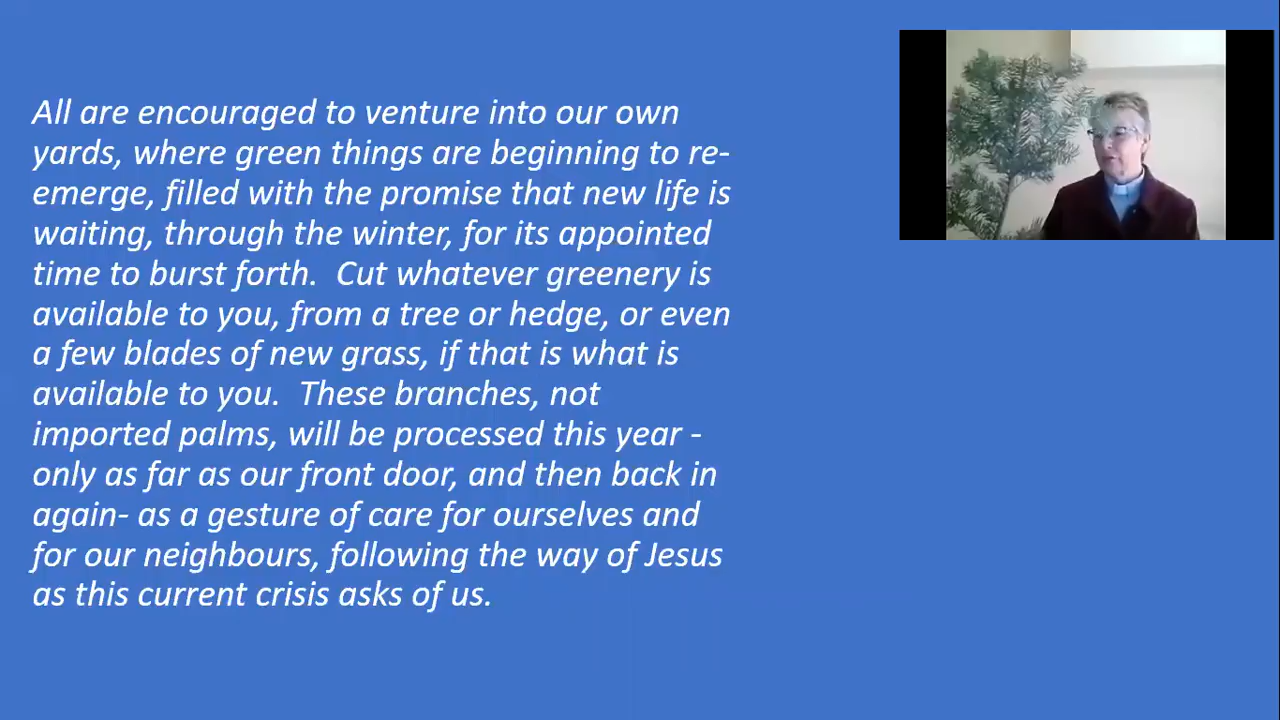 All are encouraged to venture into our own
yards, where green things are beginning to re-
emerge, filled with the promise that new life is
waiting, through the winter, for its appointed
time to burst forth.  Cut whatever greenery is
available to you, from a tree or hedge, or even
a few blades of new grass, if that is what is
available to you.  These branches, not
imported palms, will be processed this year -
only as far as our front door, and then back in
again- as a gesture of care for ourselves and
for our neighbours, following the way of Jesus
as this current crisis asks of us.